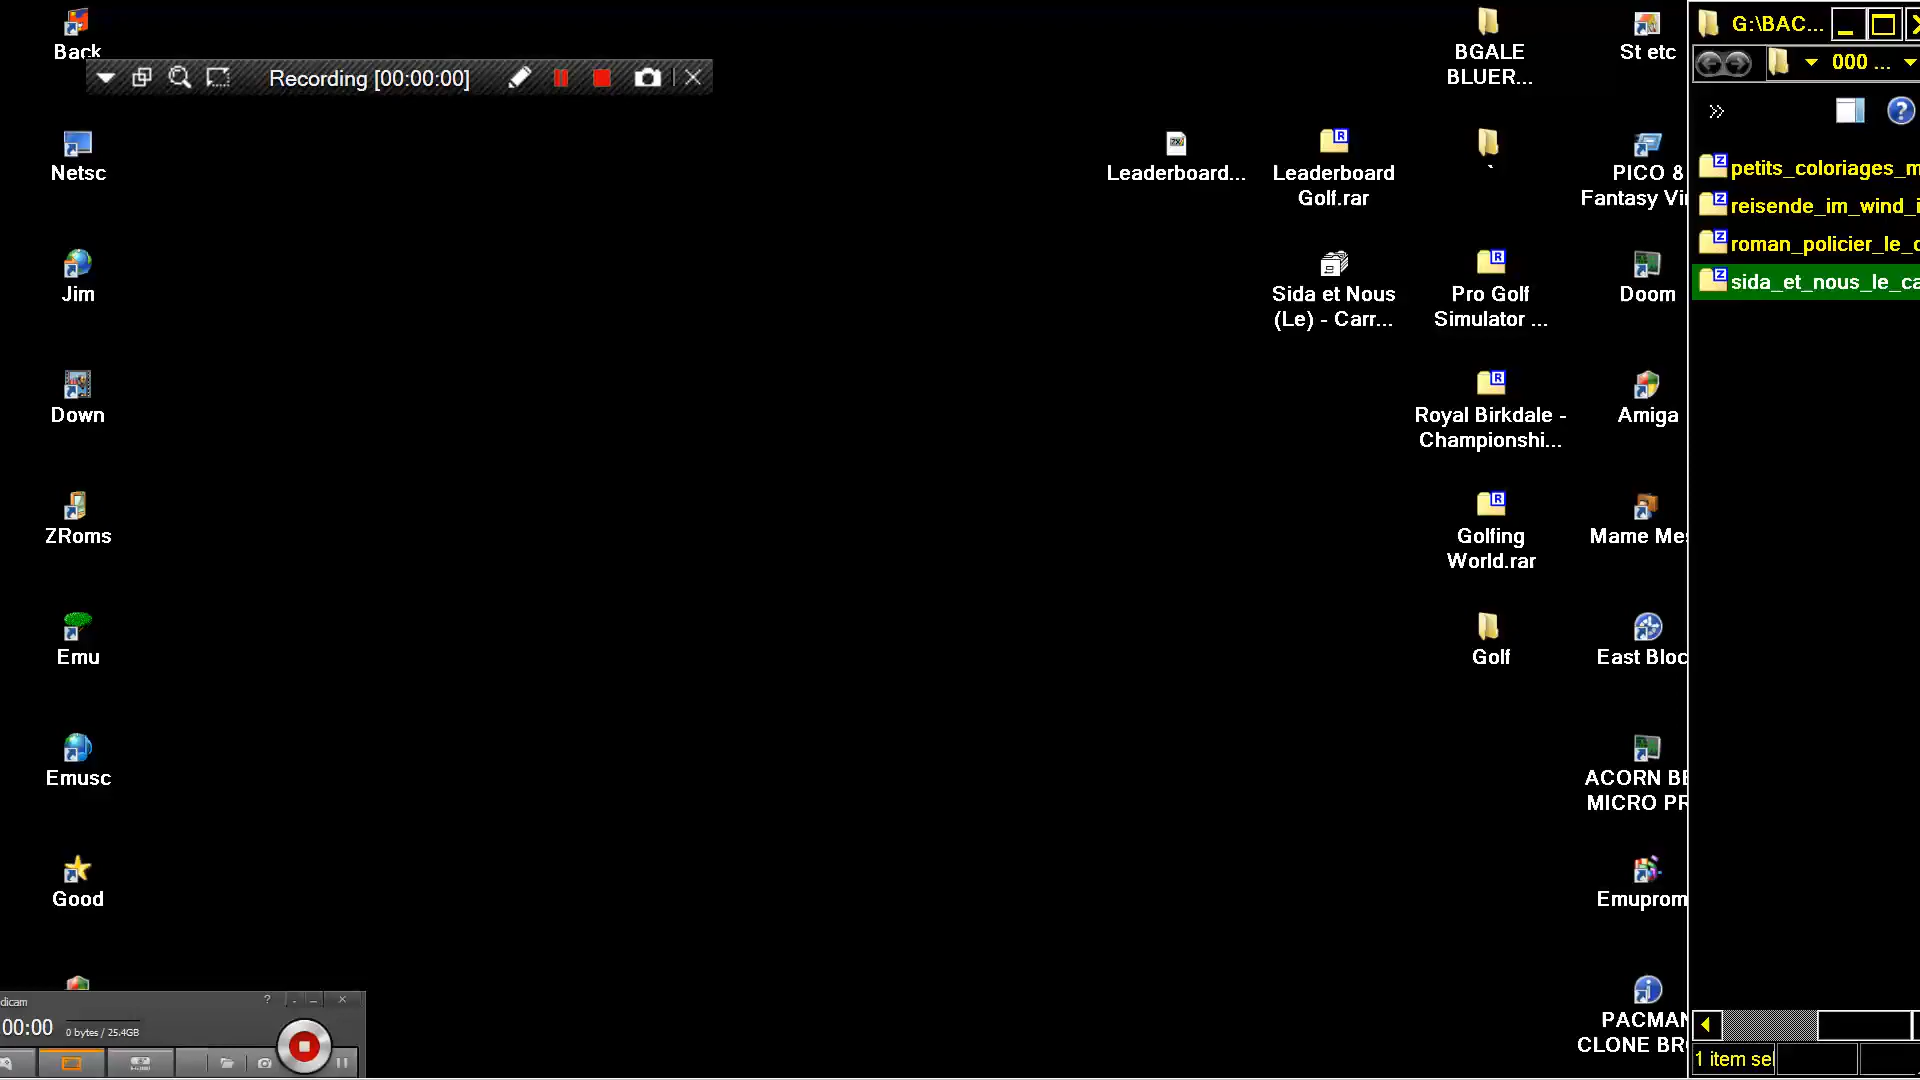 Back
Recording [00:00:00]
Netsc
Jim
Down
ZRoms
Emu
Emusc
Good
dicam
00:00
0 bytes / 25.4GB
Leaderboard...
Leaderboard
Golf.rar
Sida et Nous
(Le) - Carr...
BGALE
BLUER...
`
Pro Golf
Simulator ...
Royal Birkdale -
Championshi...
Golfing
World.rar
Golf
St etc
PICO 8
Fantasy Vi
Doom
Amiga
Mame Me
East Bloc
ACORN BE
MICRO PR
Emuprom
PACMAN
CLONE BR
G:\BAC...
000 ...
petits_coloriages_m
reisende_im_wind_i
roman_policier_le_c
sida_et_nous_le_ca
1 item se